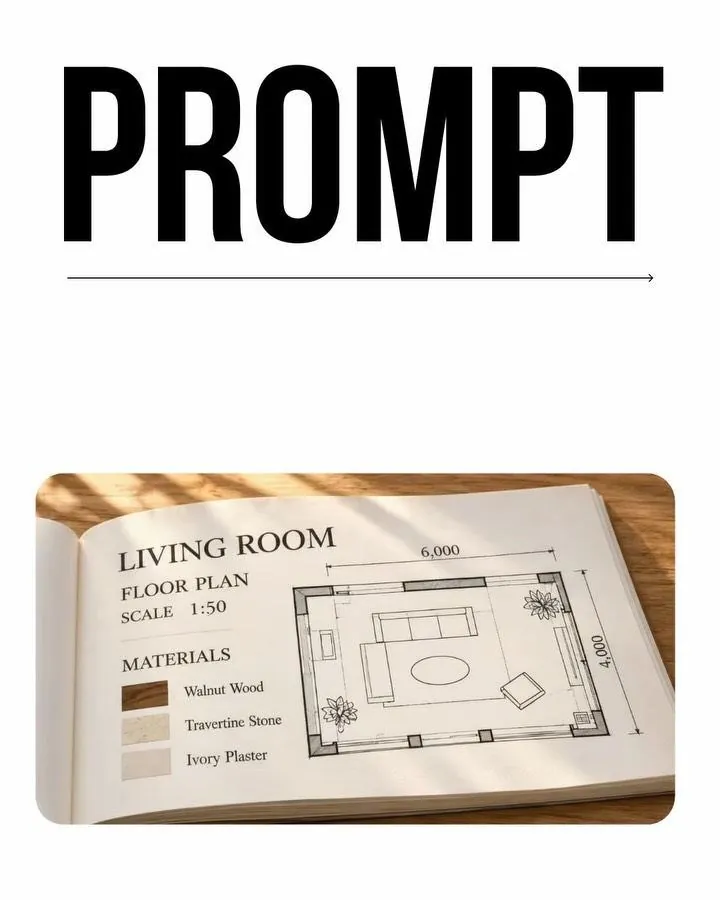 PROMPT
LIVING ROOM
FLOOR PLAN
SCALE 1:50
MATERIALS
Walnut Wood
Travertine Stone
Ivory Plaster
6,000
4,000